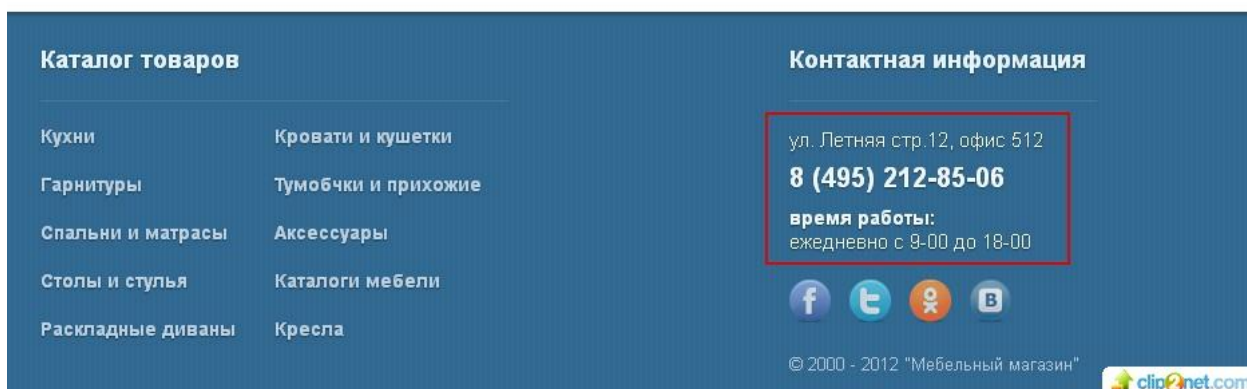 Каталог товаров
Кухни
Гарнитуры
Спальни и матрасы
Столы и стулья
Раскладные диваны
Кровати и кушетки
Тумобчки и прихожие
Аксессуары
Каталоги мебели
Кресла
Контактная информация
ул. Летняя стр.12, офис 512
8 (495) 212-85-06
время работы:
ежедневно с 9-00 до 18-00
f t В
© 2000 - 2012 "Мебельный магазин"
clip2net.com